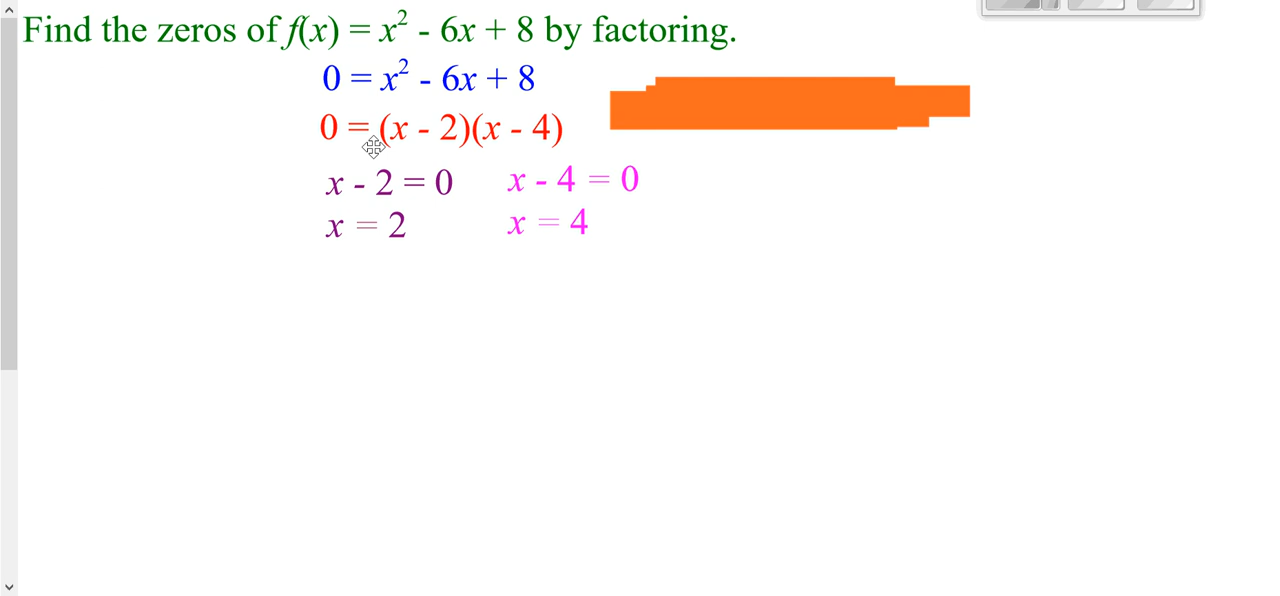 Find the zeros of f(x) = x² - 6x + 8 by factoring.
0 = x² - 6x + 8
0 = (x - 2)(x - 4)
x - 2 = 0 x - 4 = 0
x = 2 x = 4